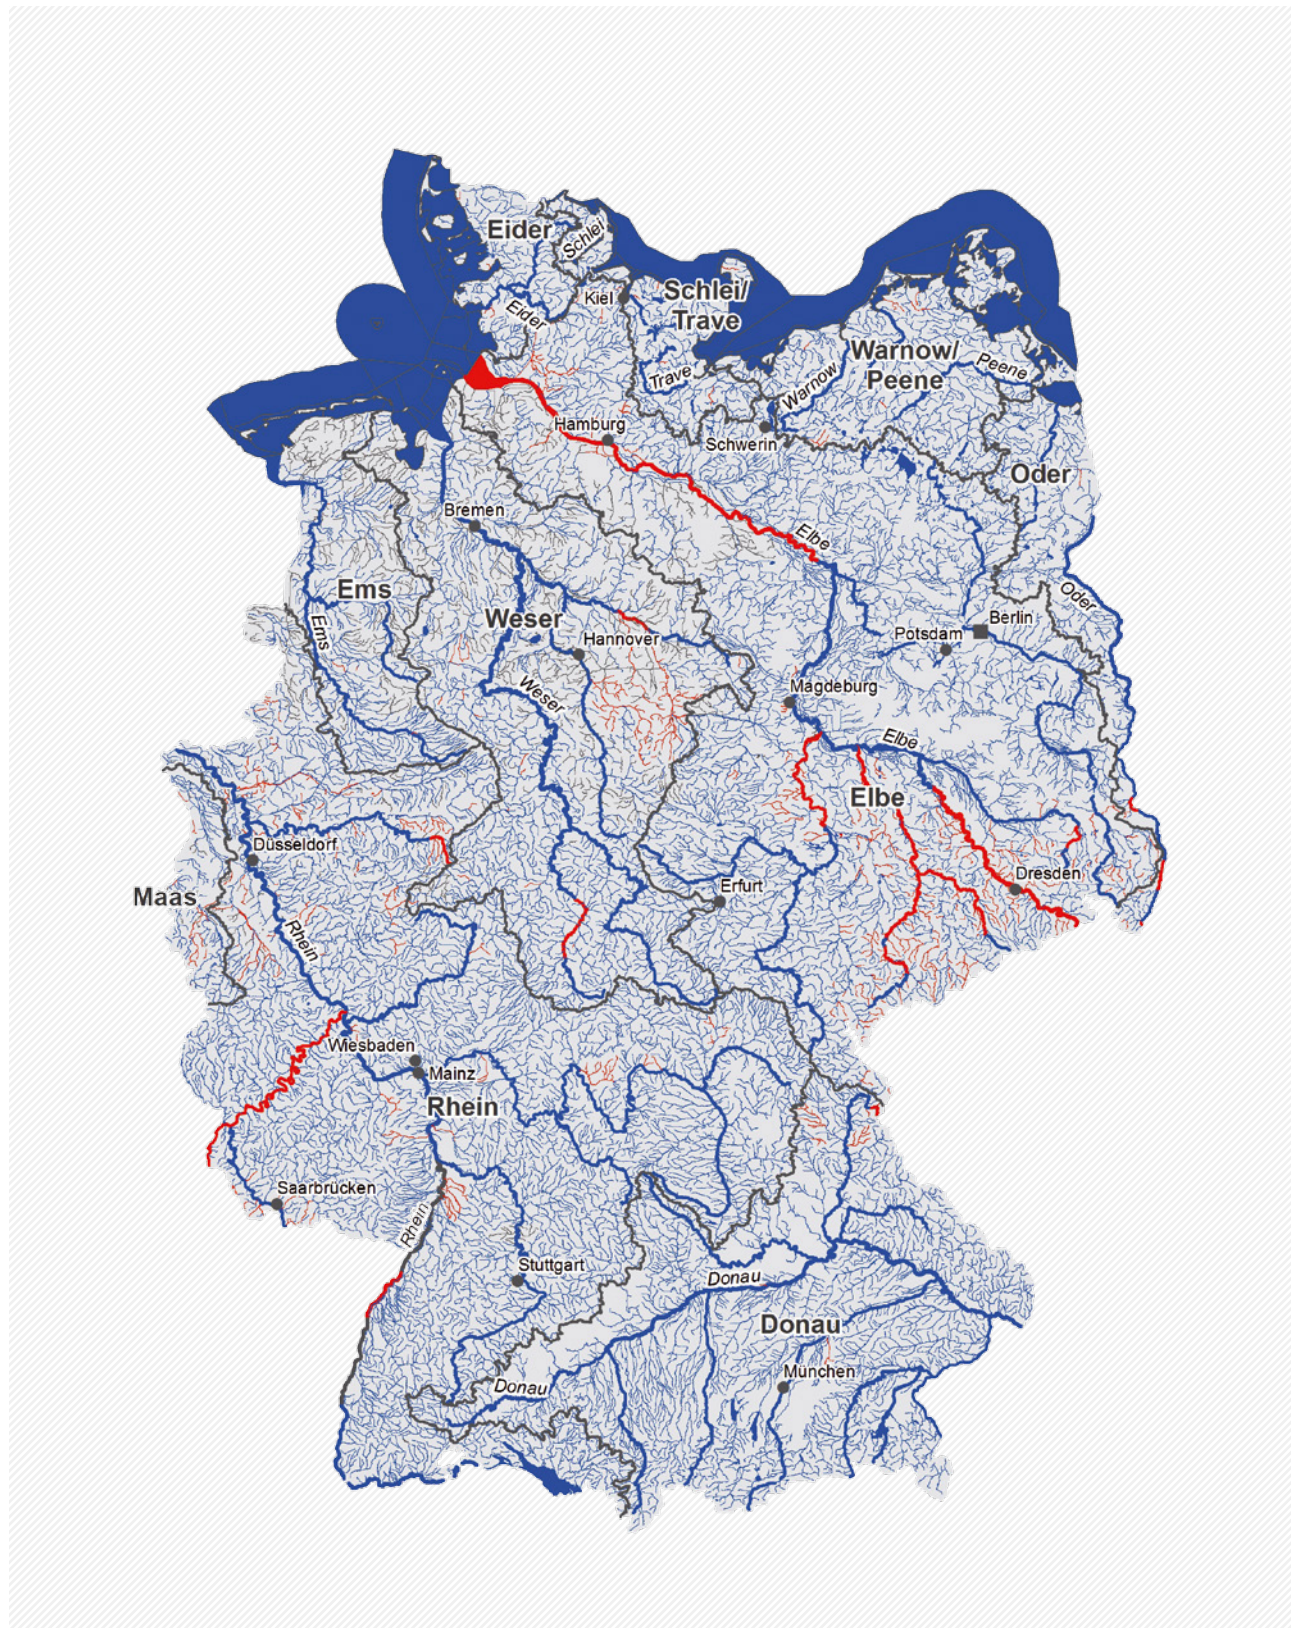 Eider
Schlei
Kiel
Schlei/
Trave
Eider
Warnow/
Peene
Peene
Trave
Warnow
Hamburg
Schwerin
Oder
Bremen
Elbe
Ems
Oder
Ems
Weser
Berlin
Hannover
Potsdam
Weser
Magdeburg
Elbe
Elbe
Düsseldorf
Dresden
Maas
Erfurt
Rhein
Wiesbaden
Mainz
Rhein
Saarbrücken
Rhein
Stuttgart
Donau
Donau
München
Donau